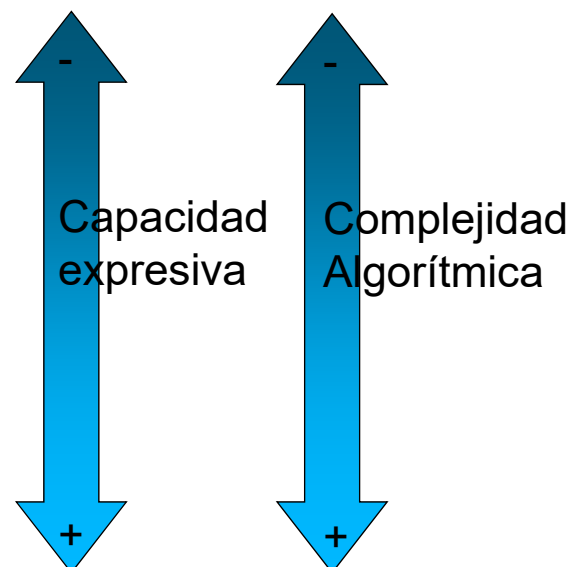 -
-
Capacidad
expresiva
Complejidad
Algorítmica
+
+